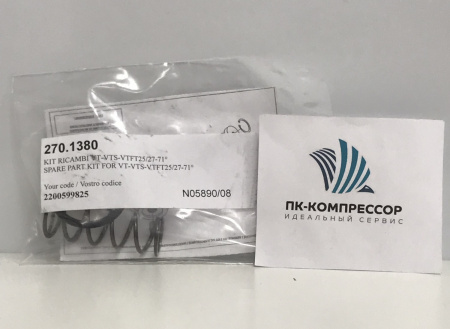 270.1380
KIT RICAMBI VT-VTS-VTFT25/27-71°
SPARE PART KIT FOR VT-VTS-VTFT25/27-71°
Your code / Vostro codice
2200599825 N05890/08
ПК-КОМПРЕССОР
ИДЕАЛЬНЫЙ СЕРВИС